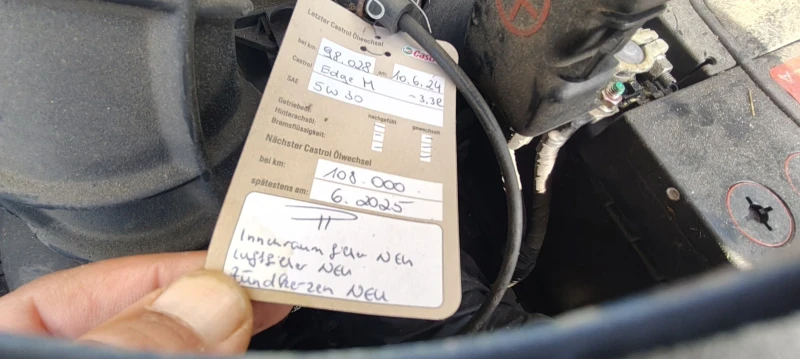 Letzter Castrol Ölwechsel
bei km: 98.028 am: 10.6.24
Castrol Edge M ~3.3l
SAE 5W30
nachgefüllt gewechselt
Getriebeöl:
Hinterachsöl:
Bremsflüssigkeit:
Nächster Castrol Ölwechsel
bei km: 108.000
spätestens am: 6.2025
Innenraumfilter NEU
Luftfilter NEU
Zündkerzen NEU